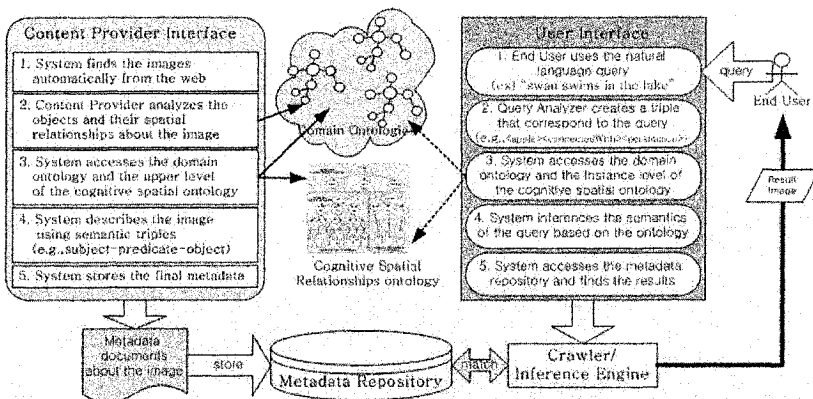 Content Provider Interface
1. System finds the images
automatically from the web
2. Content Provider analyzes the
objects and their spatial
relationships about the image
3. System accesses the domain
ontology and the upper level
of the cognitive spatial ontology
4. System describes the image
using semantic triples
(e.g.,subject-predicate-object)
5. System stores the final metadata
Domain Ontologies
Cognitive Spatial
Relationships ontology
User Interface
1. End User uses the natural
language query
(ex) "swan swims in the lake"
2. Query Analyzer creates a triple
that correspond to the query
(e.g.,
3. System accesses the domain
ontology and the Instance level of
the cognitive spatial ontology
4. System inferences the semantics
of the query based on the ontology
5. System accesses the metadata
repository and finds the results
query
End User
Result
Image
Metadata
documents
about the image
store
Metadata Repository
match
Crawler/
Inference Engine